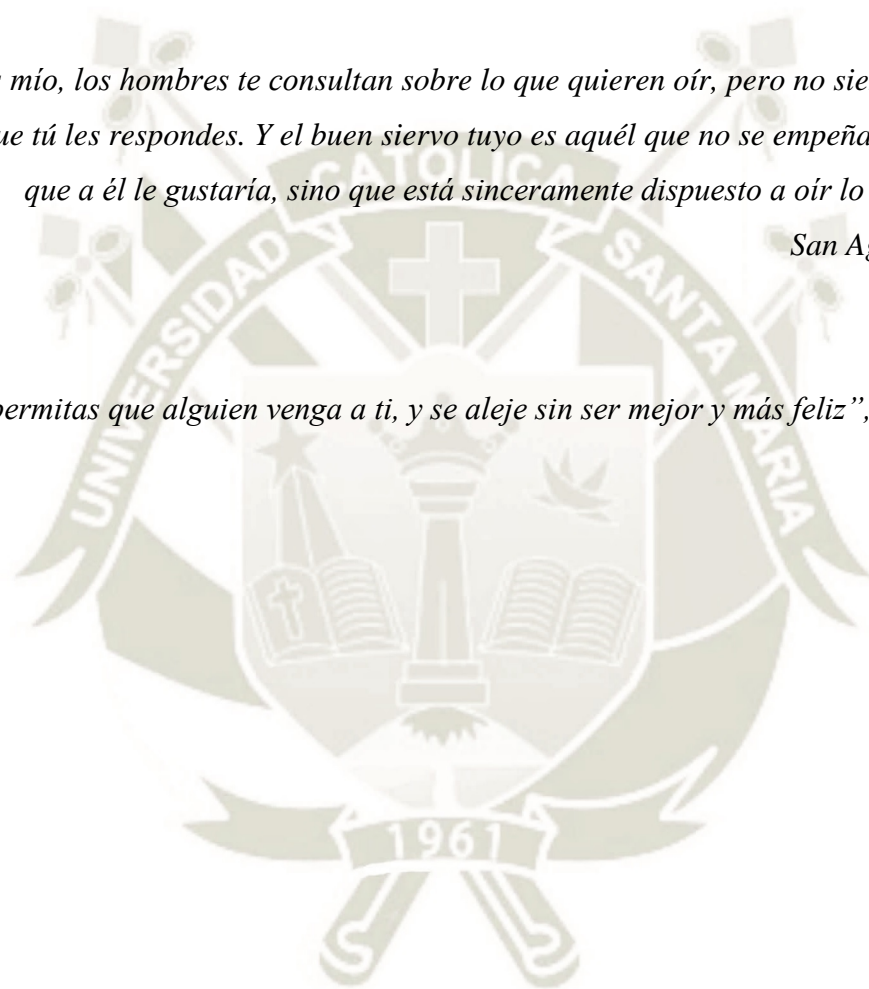 mío, los hombres te consultan sobre lo que quieren oír, pero no sie
ue tú les respondes. Y el buen siervo tuyo es aquél que no se empeña
que a él le gustaría, sino que está sinceramente dispuesto a oír lo
San Ag
permitas que alguien venga a ti, y se aleje sin ser mejor y más feliz”,
UNIVERSIDAD CATOLICA SANTA MARIA
1961